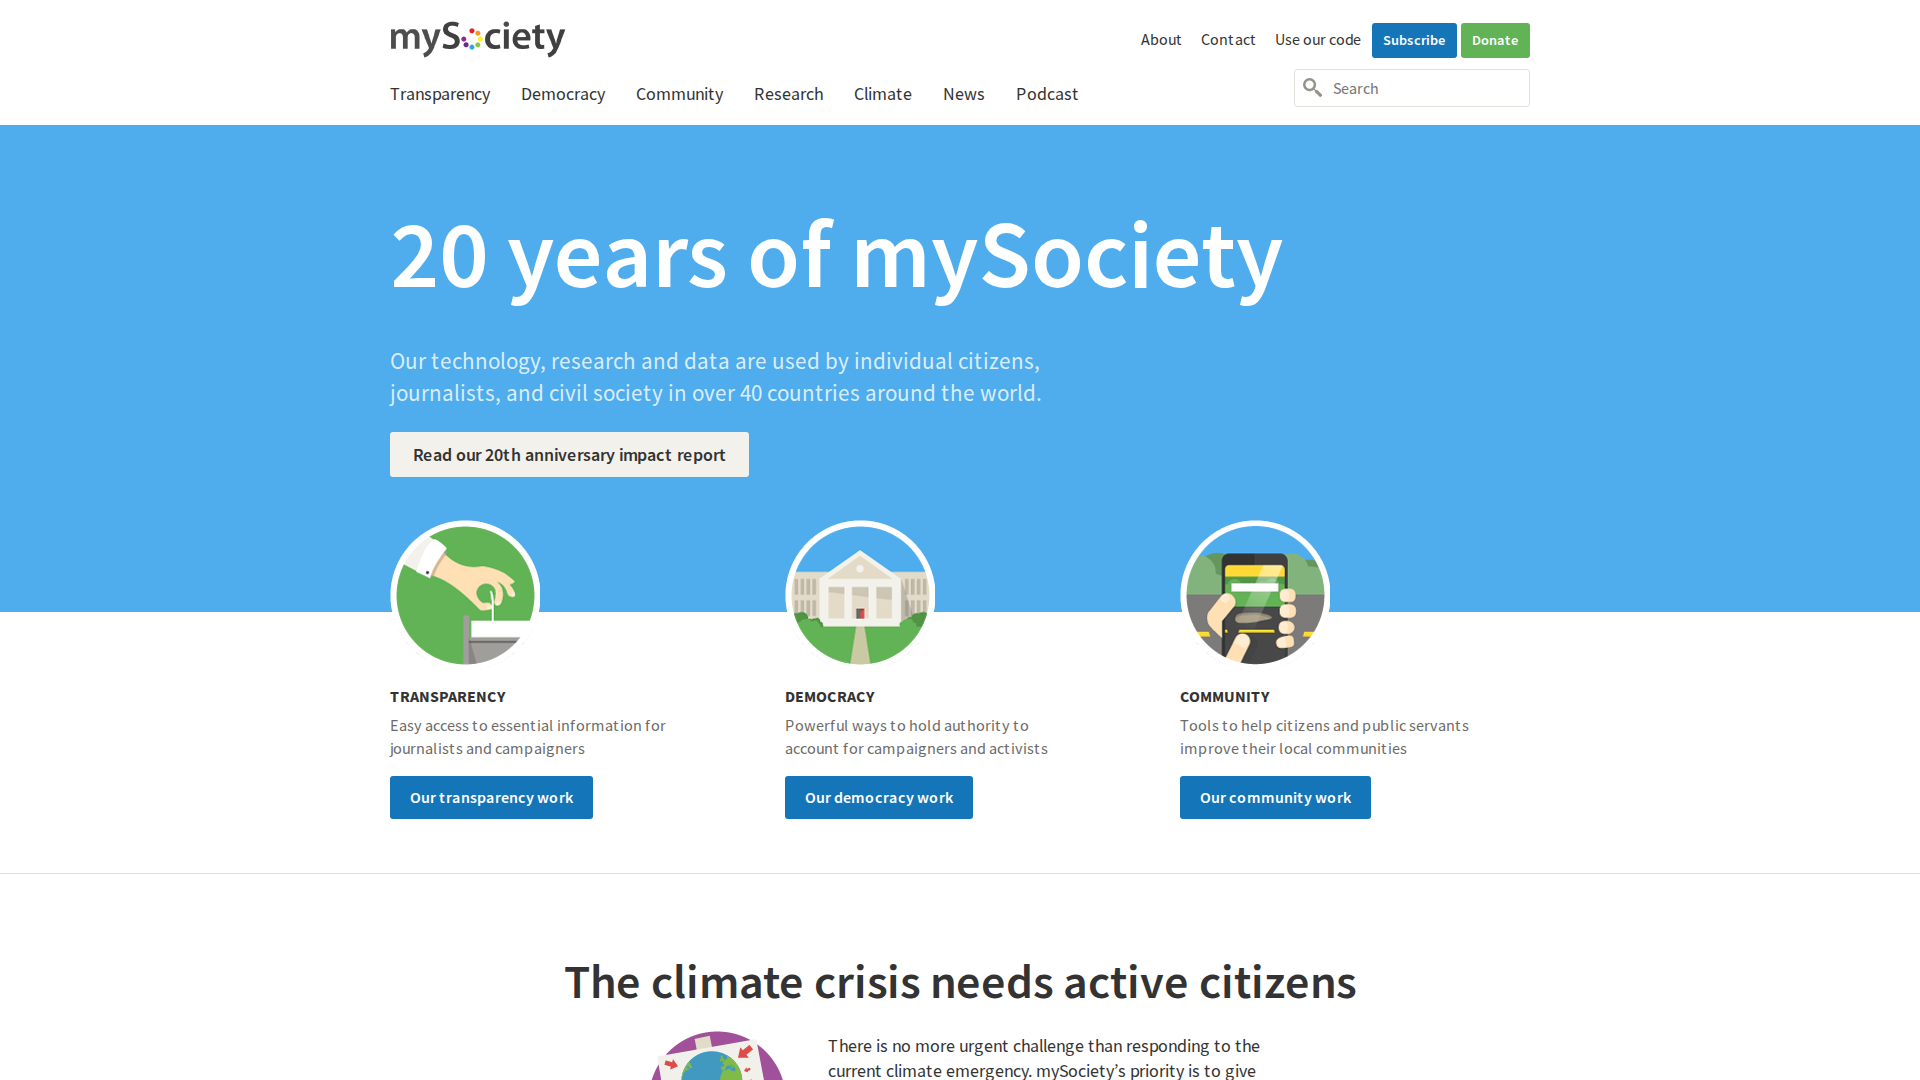 mySociety
About
Contact
Use our code
Subscribe
Donate
Transparency
Democracy
Community
Research
Climate
News
Podcast
Search
20 years of mySociety
Our technology, research and data are used by individual citizens,
journalists, and civil society in over 40 countries around the world.
Read our 20th anniversary impact report
TRANSPARENCY
Easy access to essential information for
journalists and campaigners
Our transparency work
DEMOCRACY
Powerful ways to hold authority to
account for campaigners and activists
Our democracy work
COMMUNITY
Tools to help citizens and public servants
improve their local communities
Our community work
The climate crisis needs active citizens
There is no more urgent challenge than responding to the
current climate emergency. mySociety’s priority is to give